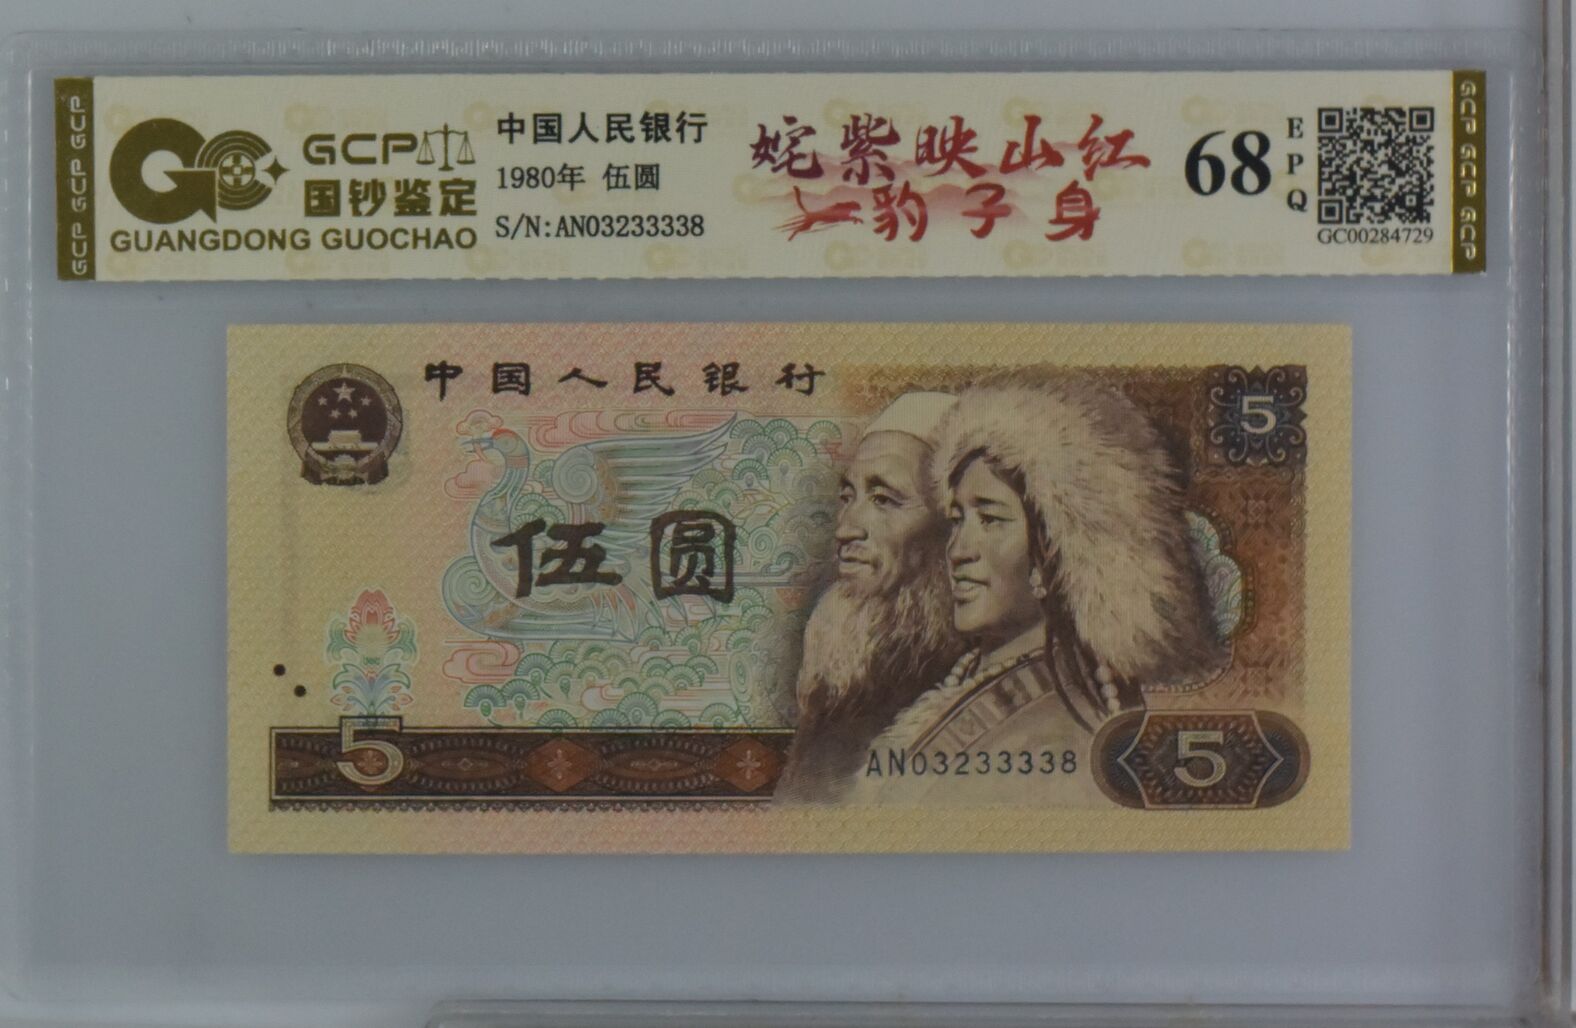 GCP
国钞鉴定
GUANGDONG GUOCHAO
中国人民银行
1980年 伍圆
S/N:AN03233338
姹紫映山红
豹子身
68
EPQ
GC00284729
GCP GCP GCP
GCP GCP GCP
中国人民银行
5
伍圆
5
AN03233338
5